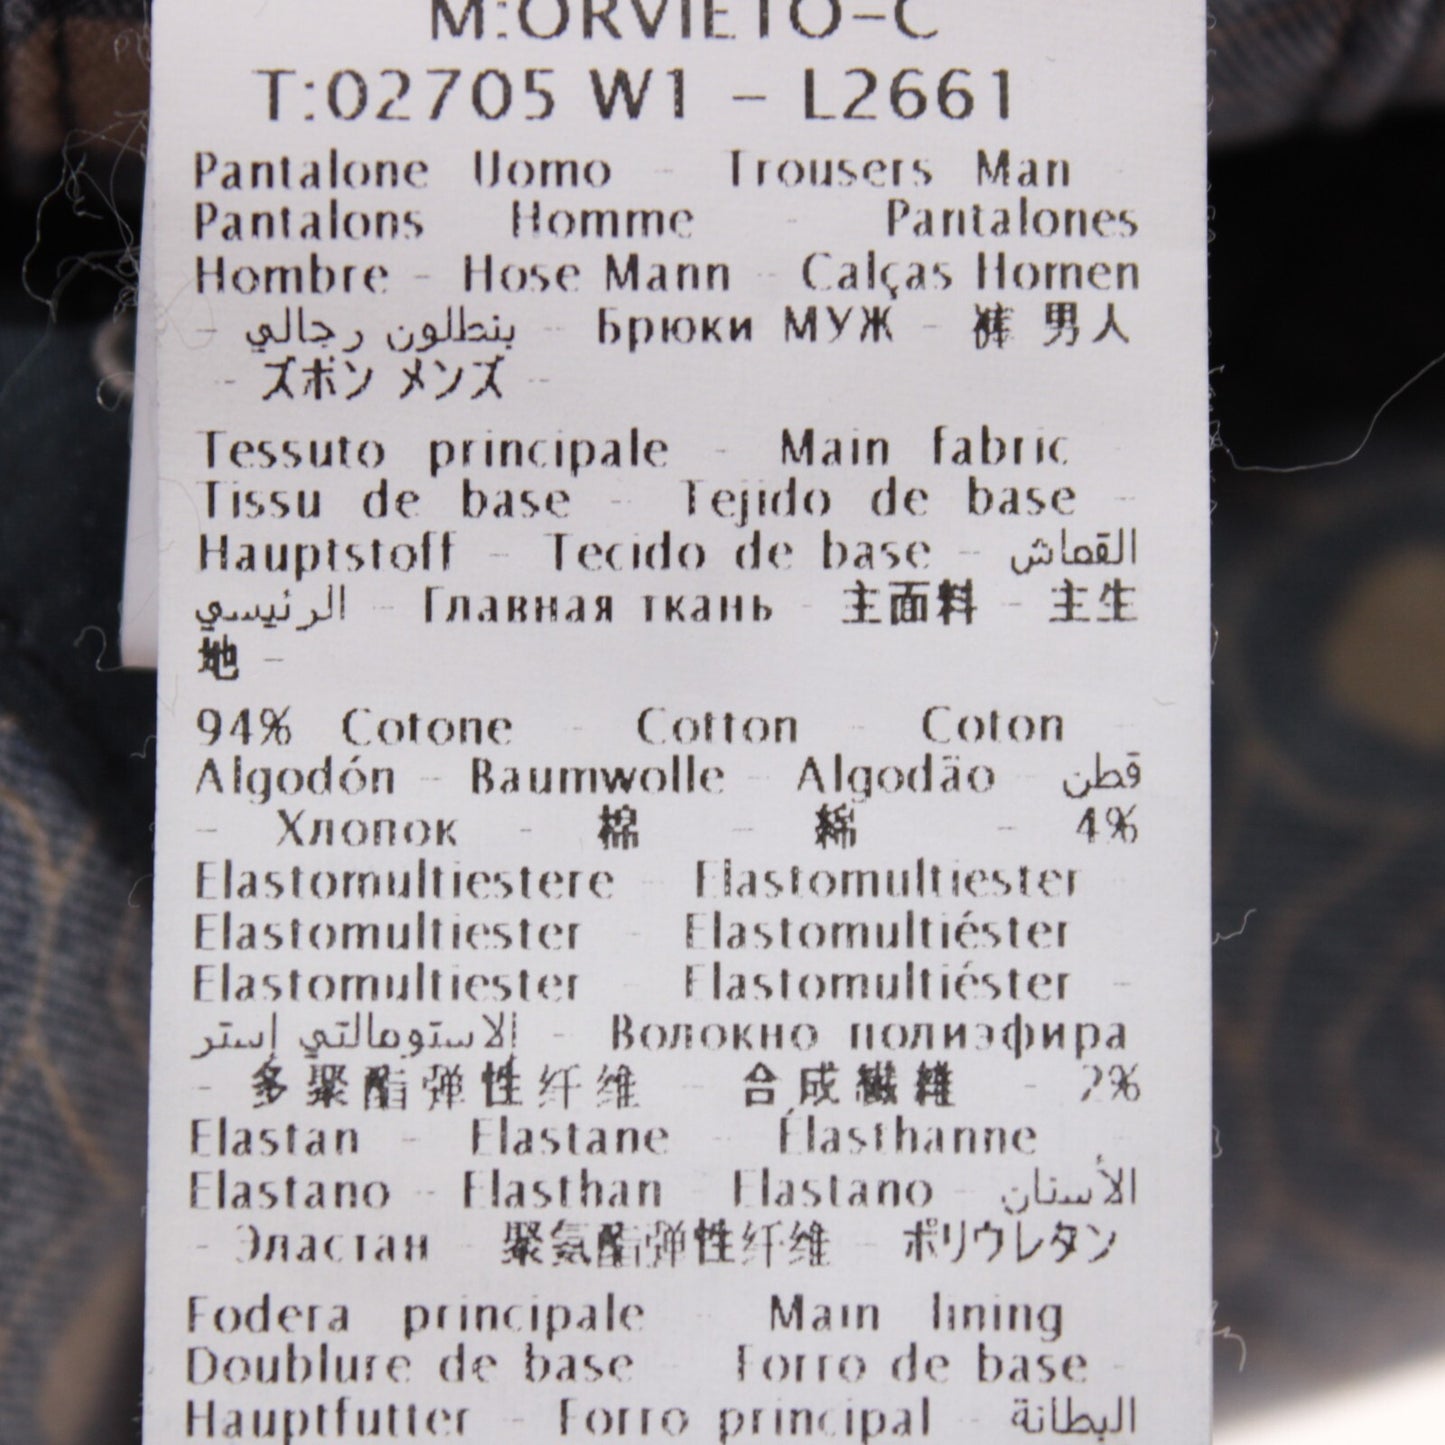 M:ORVIETO-C
T:02705 W1 - L2661
Pantalone Uomo - Trousers Man -
Pantalons Homme - Pantalones
Hombre - Hose Mann - Calças Homen
- بنطلون رجالي - Брюки МУЖ - 裤 男人
- ズボン メンズ --
Tessuto principale - Main fabric -
Tissu de base - Tejido de base -
Hauptstoff - Tecido de base - القماش
الرئيسي - Главная ткань - 主面料 - 主生
地 -
94% Cotone - Cotton - Coton -
Algodón - Baumwolle - Algodão - قطن
- Хлопок - 棉 - 綿 - 4%
Elastomultiestere - Elastomultiester -
Elastomultiester - Elastomultiéster -
Elastomultiester - Elastomultiéster -
الاستومالتي إستر - Волокно полиэфира
- 多聚酯弹性纤维 - 合成繊維 - 2%
Elastan - Elastane - Élasthanne -
Elastano - Elasthan - Elastano - الأستان
- Эластан - 聚氨酯弹性纤维 - ポリウレタン
Fodera principale - Main lining -
Doublure de base - Forro de base -
Hauptfutter - Forro principal - البطانة